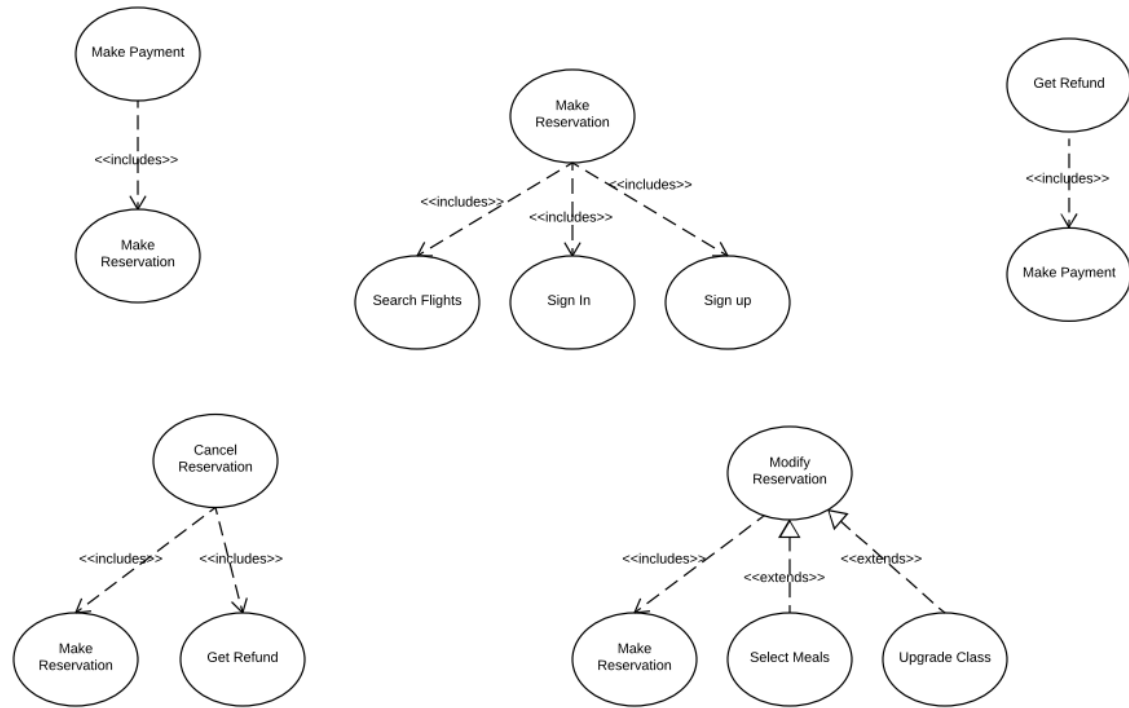 Make Payment
<<includes>>
Make
Reservation
Make
Reservation
<<includes>>
<<includes>>
<<includes>>
Search Flights
Sign In
Sign up
Get Refund
<<includes>>
Make Payment
Cancel
Reservation
<<includes>>
<<includes>>
Make
Reservation
Get Refund
Modify
Reservation
<<includes>>
<<extends>>
<<extends>>
Make
Reservation
Select Meals
Upgrade Class